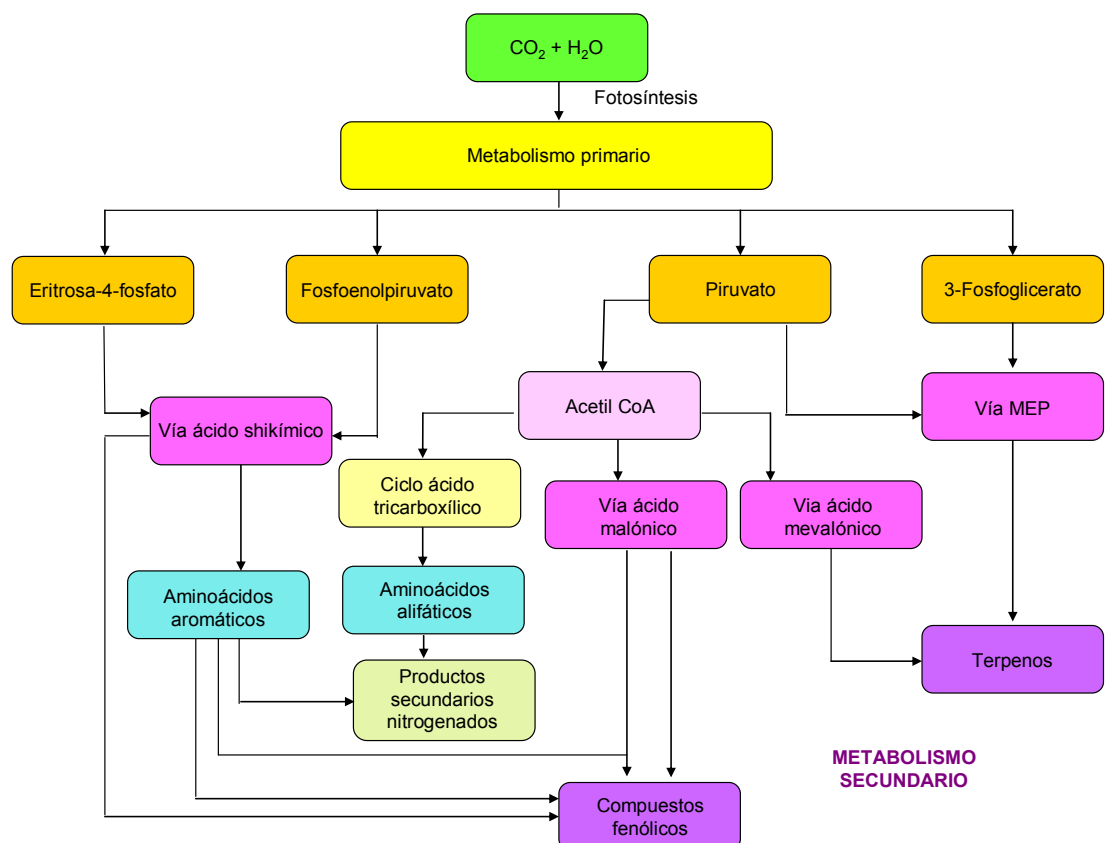 CO₂ + H₂O
Fotosíntesis
Metabolismo primario
Eritrosa-4-fosfato
Fosfoenolpiruvato
Piruvato
3-Fosfoglicerato
Acetil CoA
Vía MEP
Vía ácido shikímico
Ciclo ácido
tricarboxílico
Vía ácido
malónico
Via ácido
mevalónico
Aminoácidos
aromáticos
Aminoácidos
alifáticos
Terpenos
Productos
secundarios
nitrogenados
METABOLISMO
SECUNDARIO
Compuestos
fenólicos